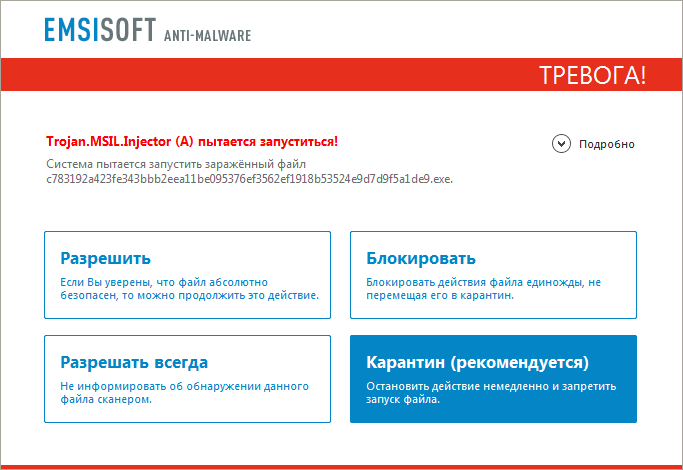 EMSISOFT ANTI-MALWARE
ТРЕВОГА!
Trojan.MSIL.Injector (A) пытается запуститься!
Подробно
Система пытается запустить заражённый файл
c783192a423fe343bbb2eea11be095376ef3562ef1918b53524e9d7d9f5a1de9.exe.
Разрешить
Если Вы уверены, что файл абсолютно
безопасен, то можно продолжить это действие.
Блокировать
Блокировать действия файла единожды, не
перемещая его в карантин.
Разрешать всегда
Не информировать об обнаружении данного
файла сканером.
Карантин (рекомендуется)
Остановить действие немедленно и запретить
запуск файла.